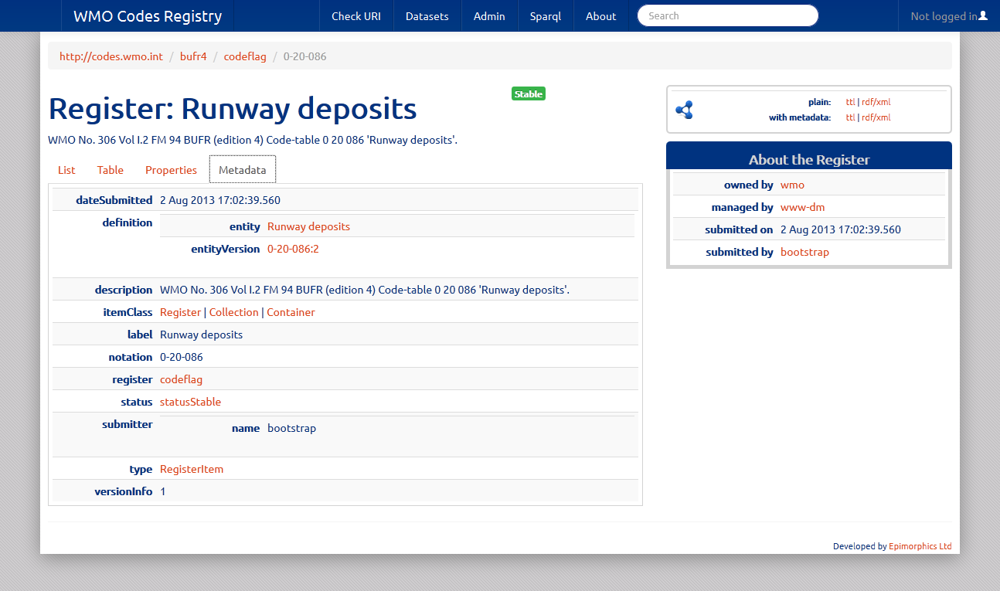 WMO Codes Registry
Check URI
Datasets
Admin
Sparql
About
Search
Not logged in
http://codes.wmo.int / bufr4 / codeflag / 0-20-086
Register: Runway deposits
Stable
WMO No. 306 Vol I.2 FM 94 BUFR (edition 4) Code-table 0 20 086 'Runway deposits'.
List
Table
Properties
Metadata
dateSubmitted 2 Aug 2013 17:02:39.560
definition
entity Runway deposits
entityVersion 0-20-086:2
description WMO No. 306 Vol I.2 FM 94 BUFR (edition 4) Code-table 0 20 086 'Runway deposits'.
itemClass Register | Collection | Container
label Runway deposits
notation 0-20-086
register codeflag
status statusStable
submitter
name bootstrap
type RegisterItem
versionInfo 1
plain: ttl | rdf/xml
with metadata: ttl | rdf/xml
About the Register
owned by wmo
managed by www-dm
submitted on 2 Aug 2013 17:02:39.560
submitted by bootstrap
Developed by Epimorphics Ltd